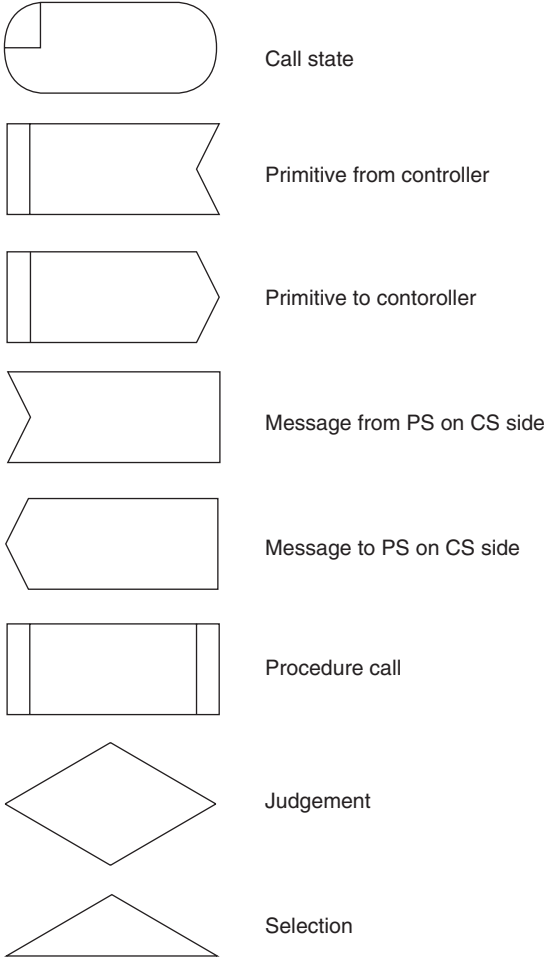 Call state
Primitive from controller
Primitive to contoroller
Message from PS on CS side
Message to PS on CS side
Procedure call
Judgement
Selection